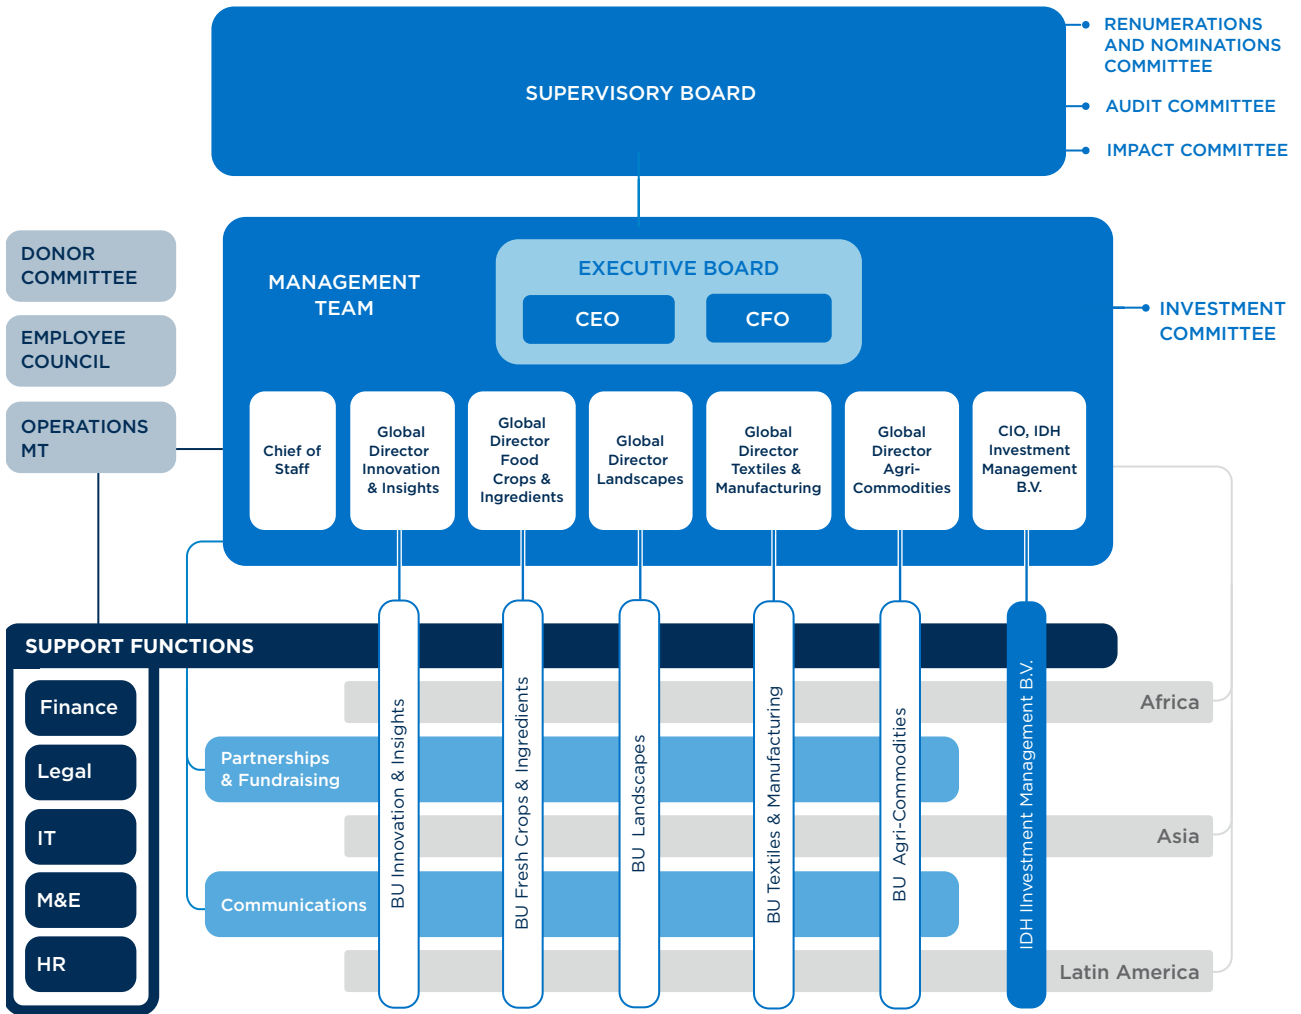 SUPERVISORY BOARD
RENUMERATIONS
AND NOMINATIONS
COMMITTEE
AUDIT COMMITTEE
IMPACT COMMITTEE
DONOR
COMMITTEE
EMPLOYEE
COUNCIL
OPERATIONS
MT
MANAGEMENT
TEAM
EXECUTIVE BOARD
CEO
CFO
INVESTMENT
COMMITTEE
Chief of
Staff
Global
Director
Innovation
& Insights
Global
Director
Food
Crops &
Ingredients
Global
Director
Landscapes
Global
Director
Textiles &
Manufacturing
Global
Director
Agri-
Commodities
CIO, IDH
Investment
Management
B.V.
SUPPORT FUNCTIONS
Finance
Legal
IT
M&E
HR
Partnerships
& Fundraising
Communications
BU Innovation & Insights
BU Fresh Crops & Ingredients
BU Landscapes
BU Textiles & Manufacturing
BU Agri-Commodities
IDH IInvestment Management B.V.
Africa
Asia
Latin America